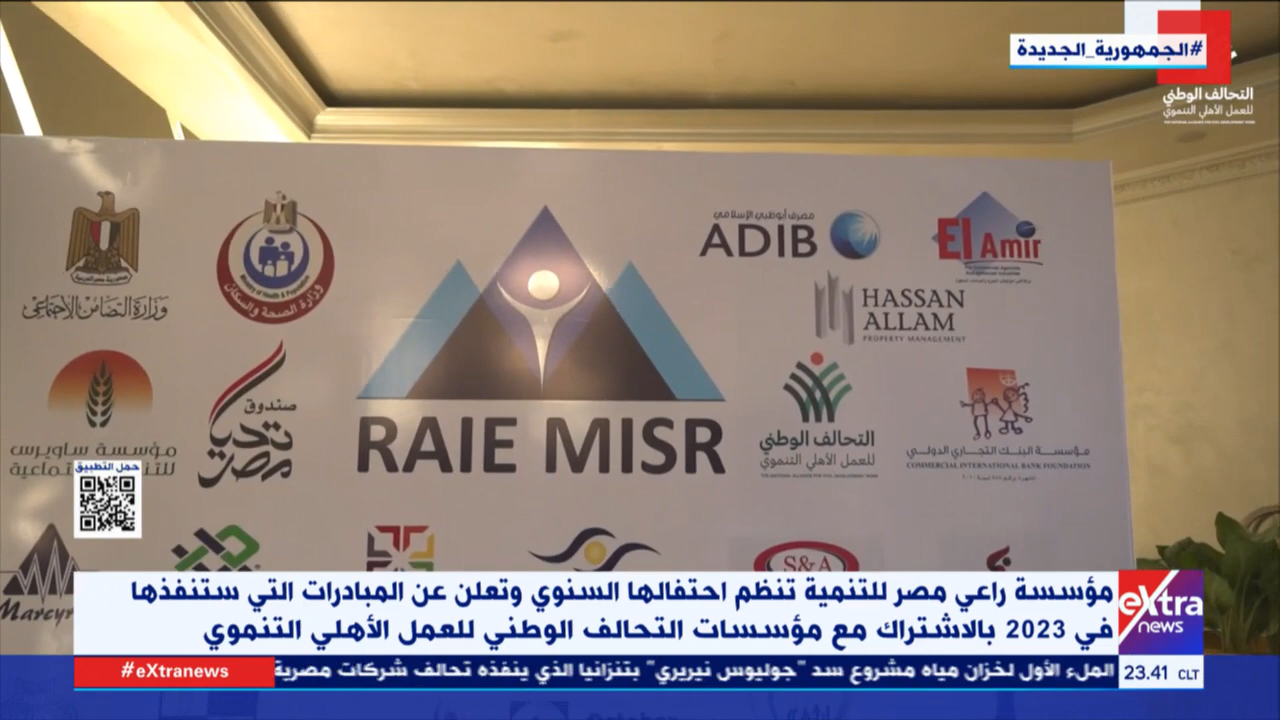 #الجمهورية_الجديدة
التحالف الوطني
للعمل الأهلي التنموي
وزارة التضامن الاجتماعي
Ministry of Health & Population
وزارة الصحة والسكان
مؤسسة ساويرس
صندوق
تحيا
مصر
RAIE MISR
مصرف أبوظبي الإسلامي
ADIB
El Amir
HASSAN
ALLAM
PROPERTY MANAGEMENT
التحالف الوطني
للعمل الأهلي التنموي
مؤسسة البنك التجاري الدولي
COMMERCIAL INTERNATIONAL BANK FOUNDATION
حمل التطبيق
S&A
مؤسسة راعي مصر للتنمية تنظم احتفالها السنوي وتعلن عن المبادرات التي ستنفذها
في 2023 بالاشتراك مع مؤسسات التحالف الوطني للعمل الأهلي التنموي
eXtra
news
#eXtranews
الملء الأول لخزان مياه مشروع سد "جوليوس نيريري" بتنزانيا الذي ينفذه تحالف شركات مصرية
23.41 CLT